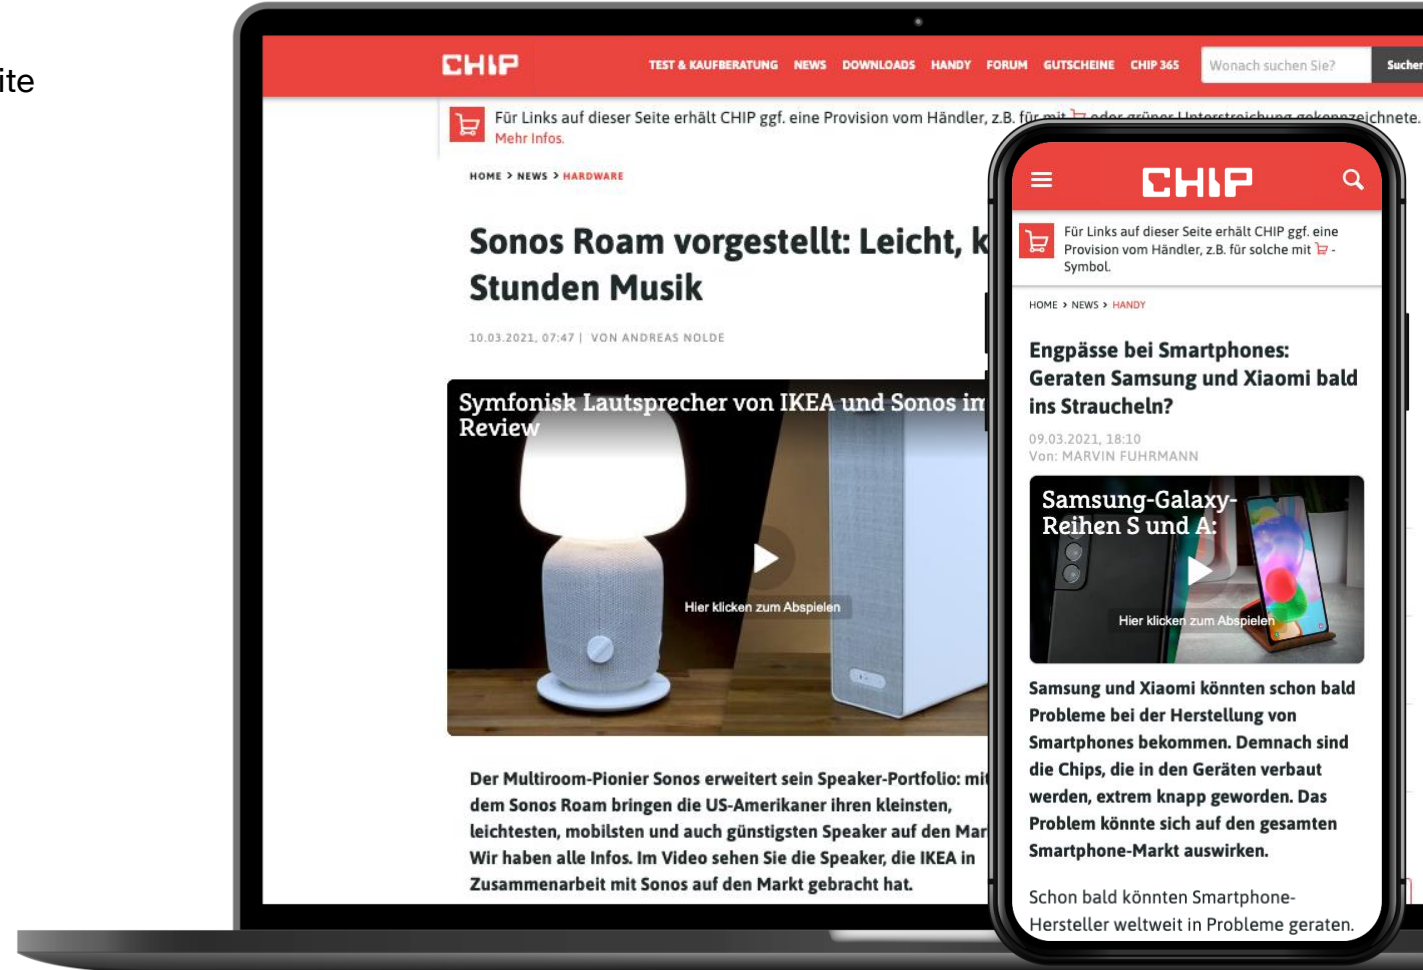 ite
CHIP
TEST & KAUFBERATUNG NEWS DOWNLOADS HANDY FORUM GUTSCHEINE CHIP 365
Wonach suchen Sie?
Suchen
Für Links auf dieser Seite erhält CHIP ggf. eine Provision vom Händler, z.B. für mit oder grüner Unterstreichung gekennzeichnete.
Mehr Infos.
HOME > NEWS > HARDWARE
Sonos Roam vorgestellt: Leicht, k
Stunden Musik
10.03.2021, 07:47 | VON ANDREAS NOLDE
Symfonisk Lautsprecher von IKEA und Sonos im
Review
Hier klicken zum Abspielen
Der Multiroom-Pionier Sonos erweitert sein Speaker-Portfolio: mit
dem Sonos Roam bringen die US-Amerikaner ihren kleinsten,
leichtesten, mobilsten und auch günstigsten Speaker auf den Mar
Wir haben alle Infos. Im Video sehen Sie die Speaker, die IKEA in
Zusammenarbeit mit Sonos auf den Markt gebracht hat.
CHIP
Für Links auf dieser Seite erhält CHIP ggf. eine
Provision vom Händler, z.B. für solche mit -
Symbol.
HOME > NEWS > HANDY
Engpässe bei Smartphones:
Geraten Samsung und Xiaomi bald
ins Straucheln?
09.03.2021, 18:10
Von: MARVIN FUHRMANN
Samsung-Galaxy-
Reihen S und A:
Hier klicken zum Abspielen
Samsung und Xiaomi könnten schon bald
Probleme bei der Herstellung von
Smartphones bekommen. Demnach sind
die Chips, die in den Geräten verbaut
werden, extrem knapp geworden. Das
Problem könnte sich auf den gesamten
Smartphone-Markt auswirken.
Schon bald könnten Smartphone-
Hersteller weltweit in Probleme geraten.